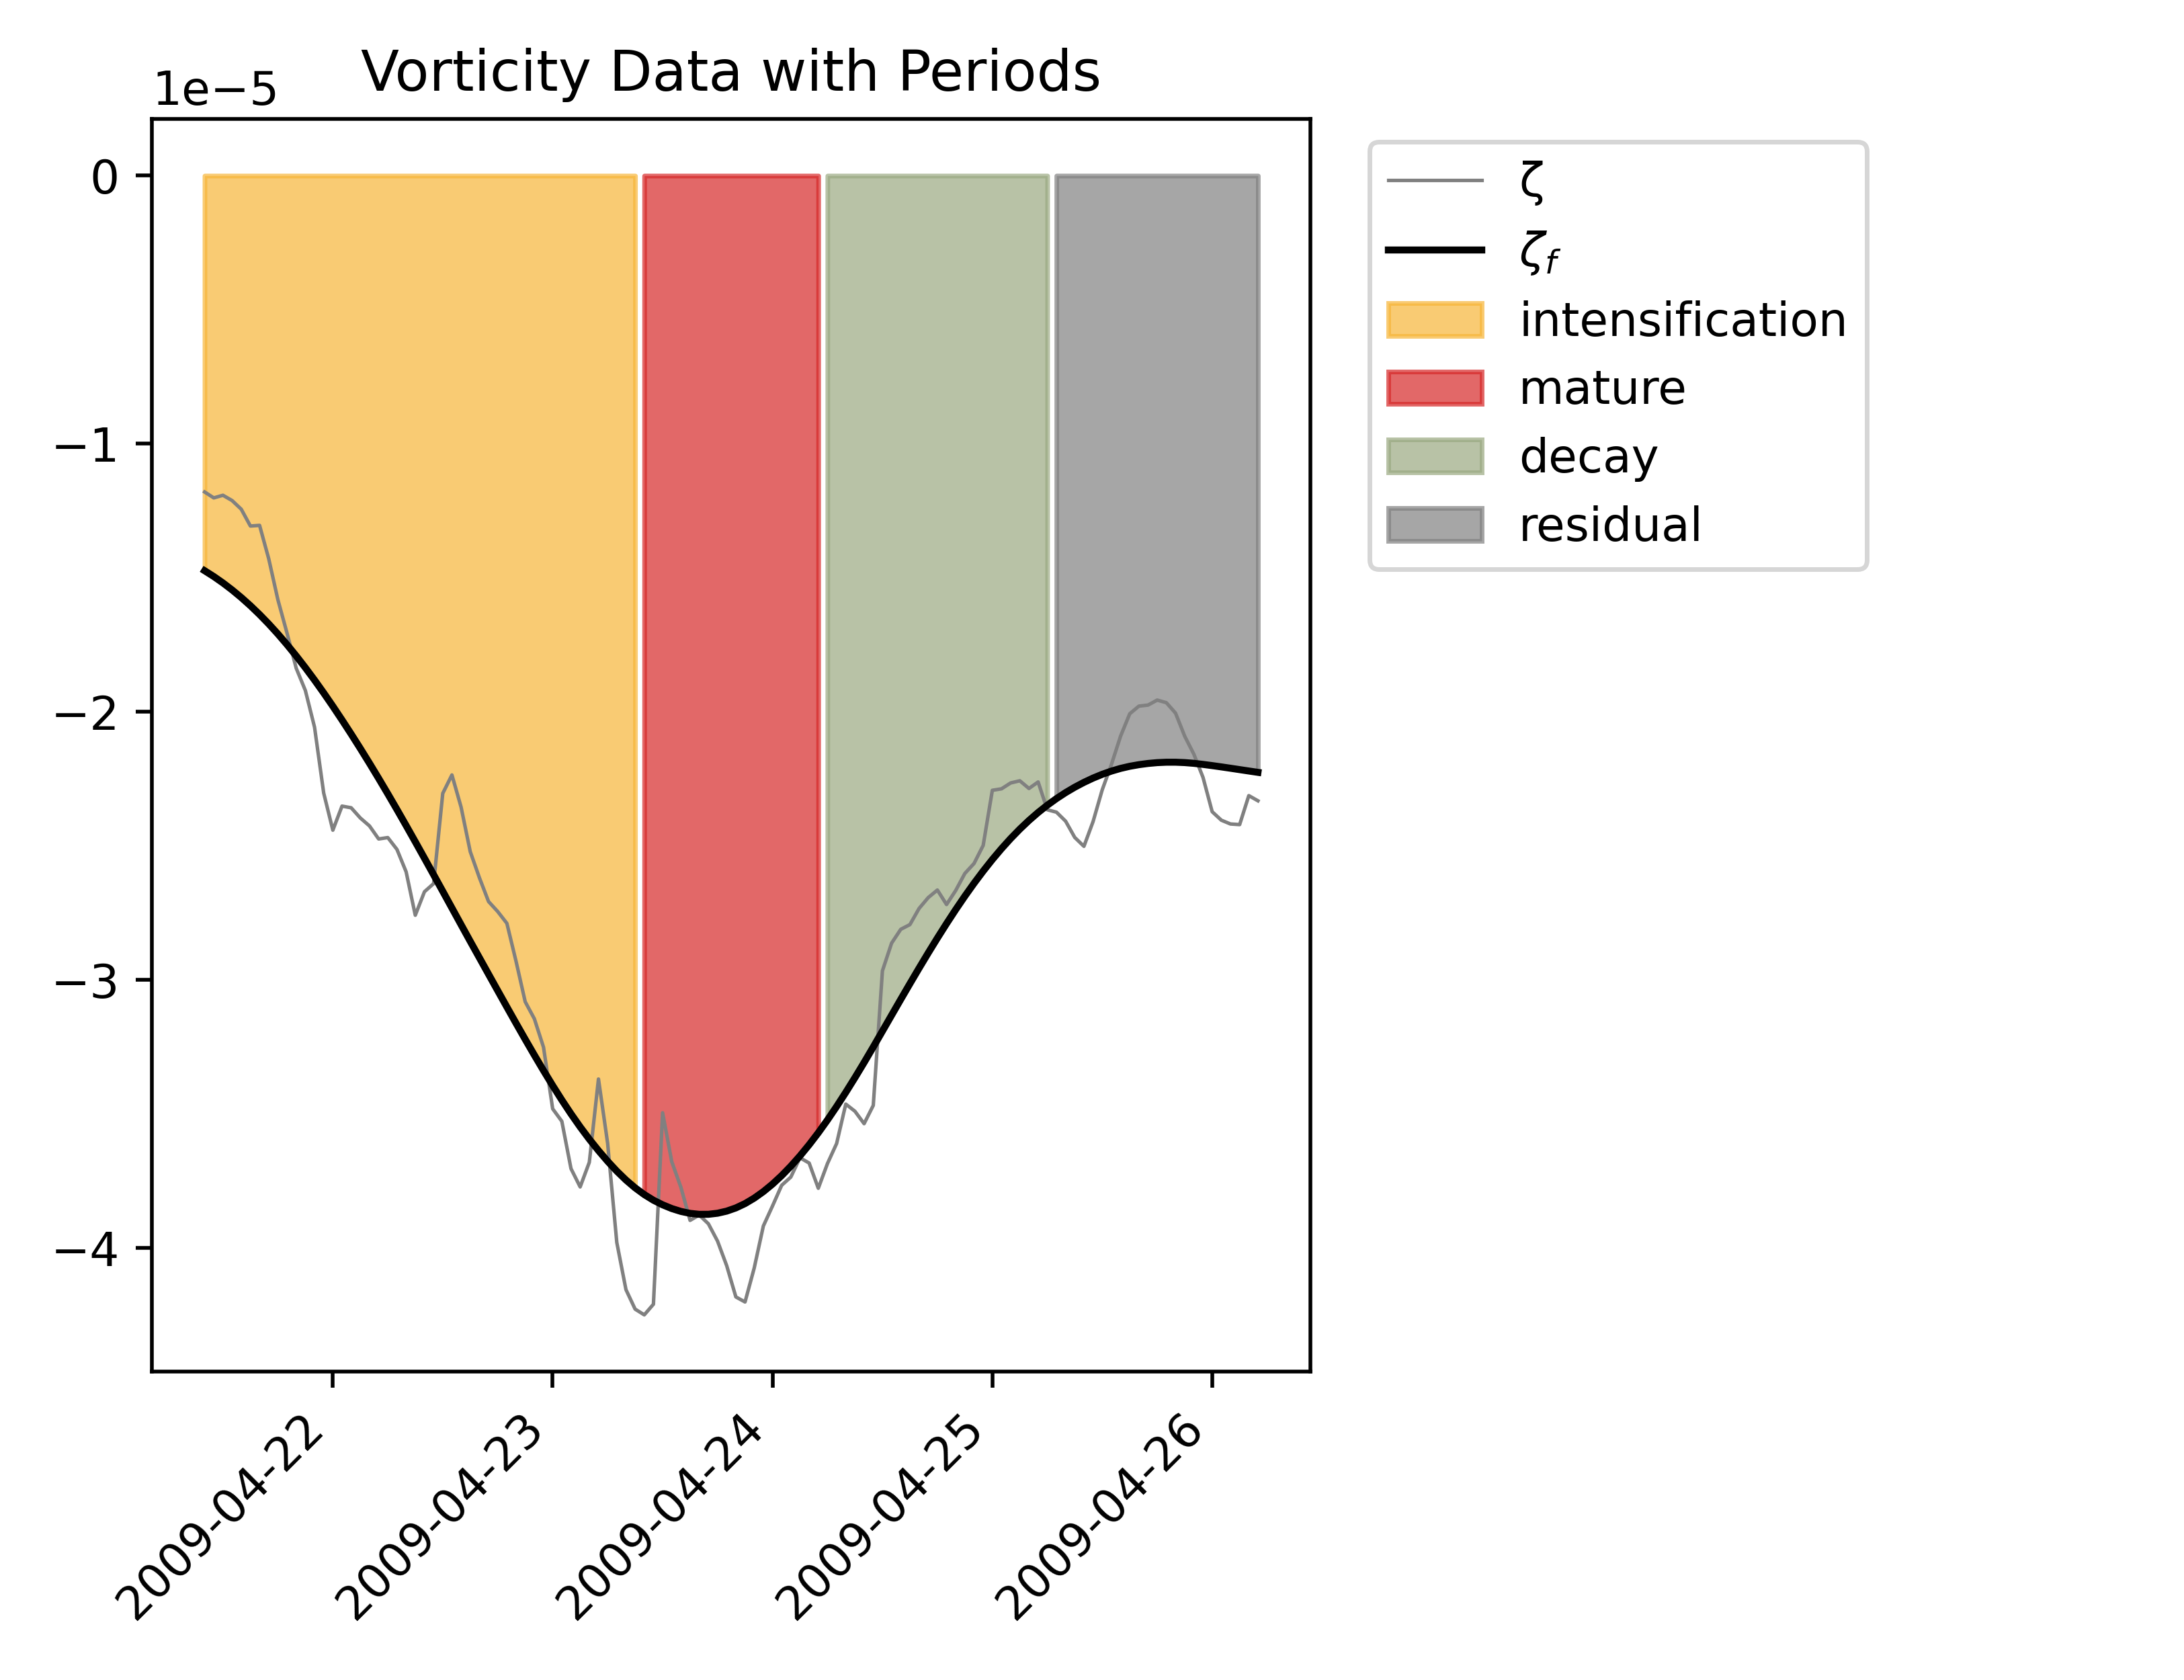 Vorticity Data with Periods
1e−5
0
−1
−2
−3
−4
2009-04-22
2009-04-23
2009-04-24
2009-04-25
2009-04-26
ζ
ζf
intensification
mature
decay
residual